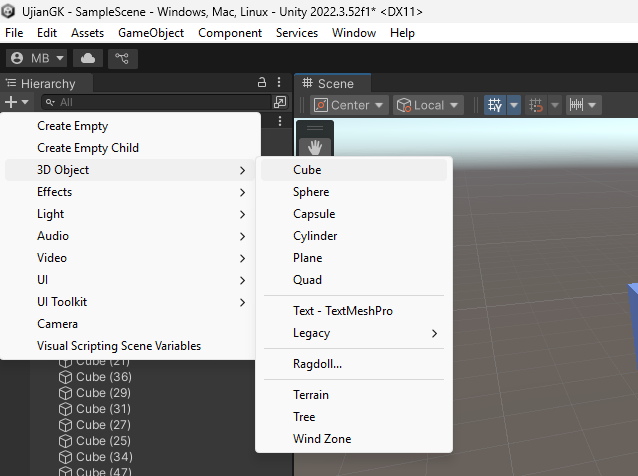 UjianGK - SampleScene - Windows, Mac, Linux - Unity 2022.3.52f1* <DX11>
File Edit Assets GameObject Component Services Window Help
MB
Hierarchy
All
Scene
Center Local
Create Empty
Create Empty Child
3D Object
Effects
Light
Audio
Video
UI
UI Toolkit
Camera
Visual Scripting Scene Variables
Cube
Sphere
Capsule
Cylinder
Plane
Quad
Text - TextMeshPro
Legacy
Ragdoll...
Terrain
Tree
Wind Zone
Cube (21)
Cube (36)
Cube (29)
Cube (31)
Cube (27)
Cube (25)
Cube (34)
Cube (47)